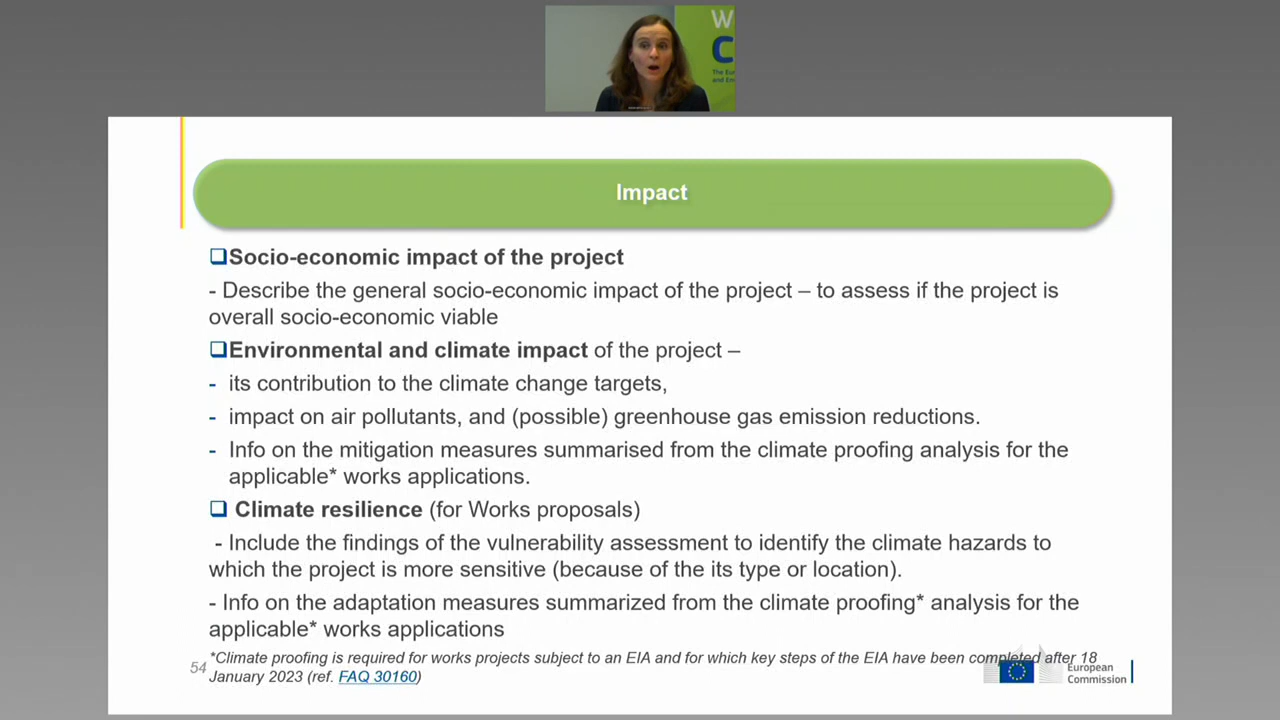 W
C
The Eur
and En
Impact
❑Socio-economic impact of the project
- Describe the general socio-economic impact of the project – to assess if the project is
overall socio-economic viable
❑Environmental and climate impact of the project –
- its contribution to the climate change targets,
- impact on air pollutants, and (possible) greenhouse gas emission reductions.
- Info on the mitigation measures summarised from the climate proofing analysis for the
applicable* works applications.
❑ Climate resilience (for Works proposals)
- Include the findings of the vulnerability assessment to identify the climate hazards to
which the project is more sensitive (because of the its type or location).
- Info on the adaptation measures summarized from the climate proofing* analysis for the
applicable* works applications
*Climate proofing is required for works projects subject to an EIA and for which key steps of the EIA have been completed after 18
January 2023 (ref. FAQ 30160)
54
European
Commission